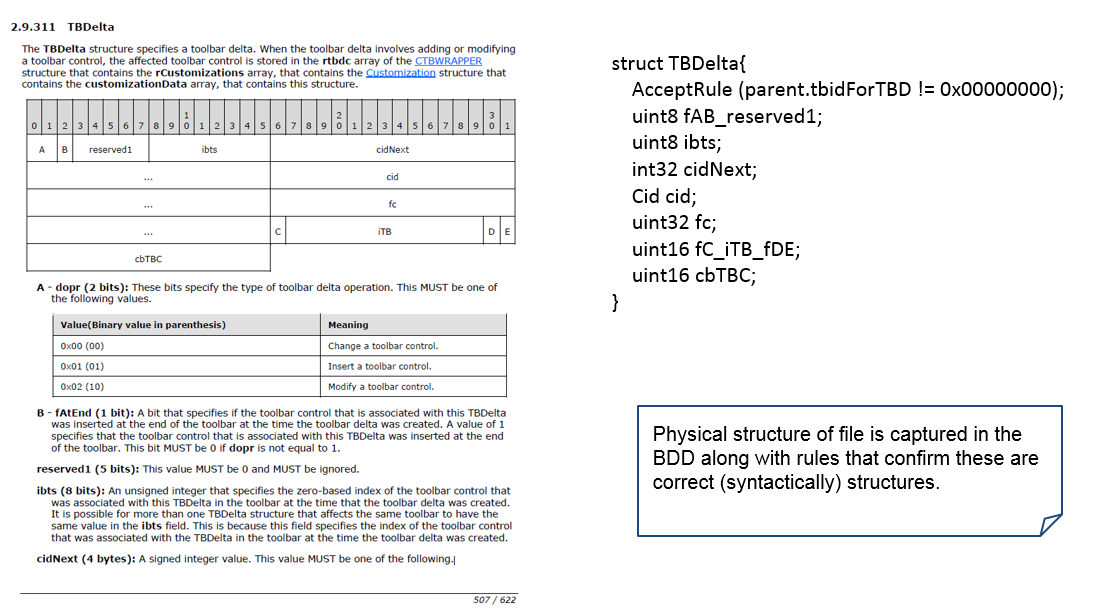 2.9.311 TBDelta
The TBDelta structure specifies a toolbar delta. When the toolbar delta involves adding or modifying
a toolbar control, the affected toolbar control is stored in the rtbdc array of the CTBWRAPPER
structure that contains the rCustomizations array, that contains the Customization structure that
contains the customizationData array, that contains this structure.
1 2 3
0 1 2 3 4 5 6 7 8 9 0 1 2 3 4 5 6 7 8 9 0 1 2 3 4 5 6 7 8 9 0 1
A B reserved1 ibts cidNext
... cid
... fc
... C iTB D E
cbTBC
A - dopr (2 bits): These bits specify the type of toolbar delta operation. This MUST be one of
the following values.
Value(Binary value in parenthesis) Meaning
0x00 (00) Change a toolbar control.
0x01 (01) Insert a toolbar control.
0x02 (10) Modify a toolbar control.
B - fAtEnd (1 bit): A bit that specifies if the toolbar control that is associated with this TBDelta
was inserted at the end of the toolbar at the time the toolbar delta was created. A value of 1
specifies that the toolbar control that is associated with this TBDelta was inserted at the end
of the toolbar. This bit MUST be 0 if dopr is not equal to 1.
reserved1 (5 bits): This value MUST be 0 and MUST be ignored.
ibts (8 bits): An unsigned integer that specifies the zero-based index of the toolbar control that
was associated with this TBDelta in the toolbar at the time that the toolbar delta was created.
It is possible for more than one TBDelta structure that affects the same toolbar to have the
same value in the ibts field. This is because this field specifies the index of the toolbar control
that was associated with the TBDelta in the toolbar at the time the toolbar delta was created.
cidNext (4 bytes): A signed integer value. This value MUST be one of the following.
507 / 622
struct TBDelta{
AcceptRule (parent.tbidForTBD != 0x00000000);
uint8 fAB_reserved1;
uint8 ibts;
int32 cidNext;
Cid cid;
uint32 fc;
uint16 fC_iTB_fDE;
uint16 cbTBC;
}
Physical structure of file is captured in the
BDD along with rules that confirm these are
correct (syntactically) structures.